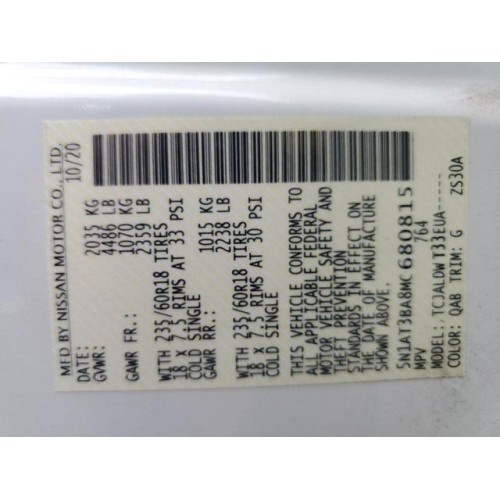 MFD BY NISSAN MOTOR CO., LTD.
DATE: 10/20
GVWR: 2035 KG
4486 LB
GAWR FR.: 1070 KG
2359 LB
WITH 235/60R18 TIRES
18 x 7.5 RIMS AT 33 PSI
COLD SINGLE
GAWR RR.: 1015 KG
2238 LB
WITH 235/60R18 TIRES
18 x 7.5 RIMS AT 30 PSI
COLD SINGLE
THIS VEHICLE CONFORMS TO
ALL APPLICABLE FEDERAL
MOTOR VEHICLE SAFETY AND
THEFT PREVENTION
STANDARDS IN EFFECT ON
THE DATE OF MANUFACTURE
SHOWN ABOVE.
5N1AT3BA8MC680815
MPV 764
MODEL: TCJALDWT33EUA-----
COLOR: QAB TRIM: G ZS30A